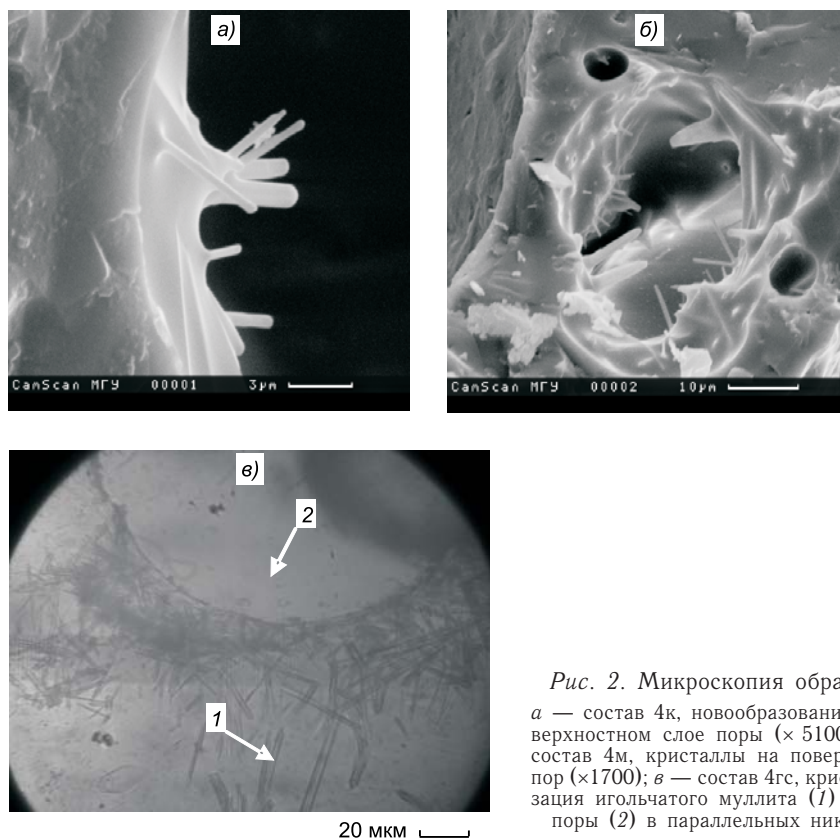 а)
б)
CamScan МГУ 00001 3μm
CamScan МГУ 00002 10μm
в)
2
1
20 мкм
Рис. 2. Микроскопия обра
а — состав 4к, новообразовани
верхностном слое поры (× 5100
состав 4м, кристаллы на повер
пор (×1700); в — состав 4гс, крис
зация игольчатого муллита (1)
поры (2) в параллельных ник